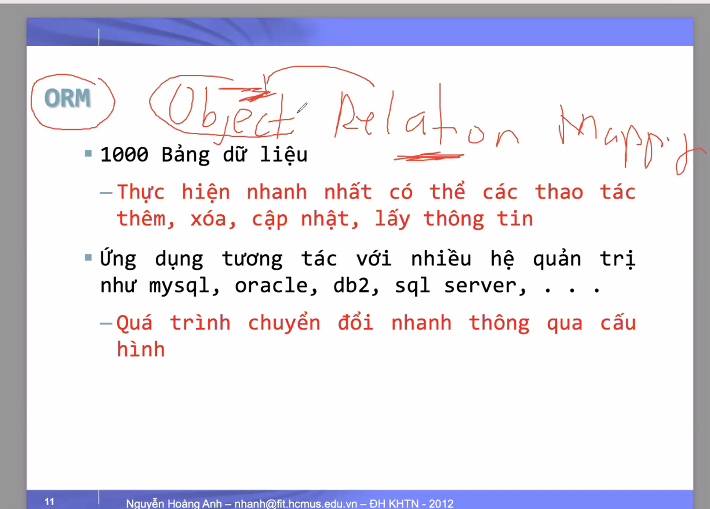 ORM Object Relation Mapping
1000 Bảng dữ liệu
Thực hiện nhanh nhất có thể các thao tác
thêm, xóa, cập nhật, lấy thông tin
Ứng dụng tương tác với nhiều hệ quản trị
như mysql, oracle, db2, sql server, . . .
Quá trình chuyển đổi nhanh thông qua cấu
hình
11 Nguyễn Hoàng Anh – nhanh@fit.hcmus.edu.vn – ĐH KHTN - 2012